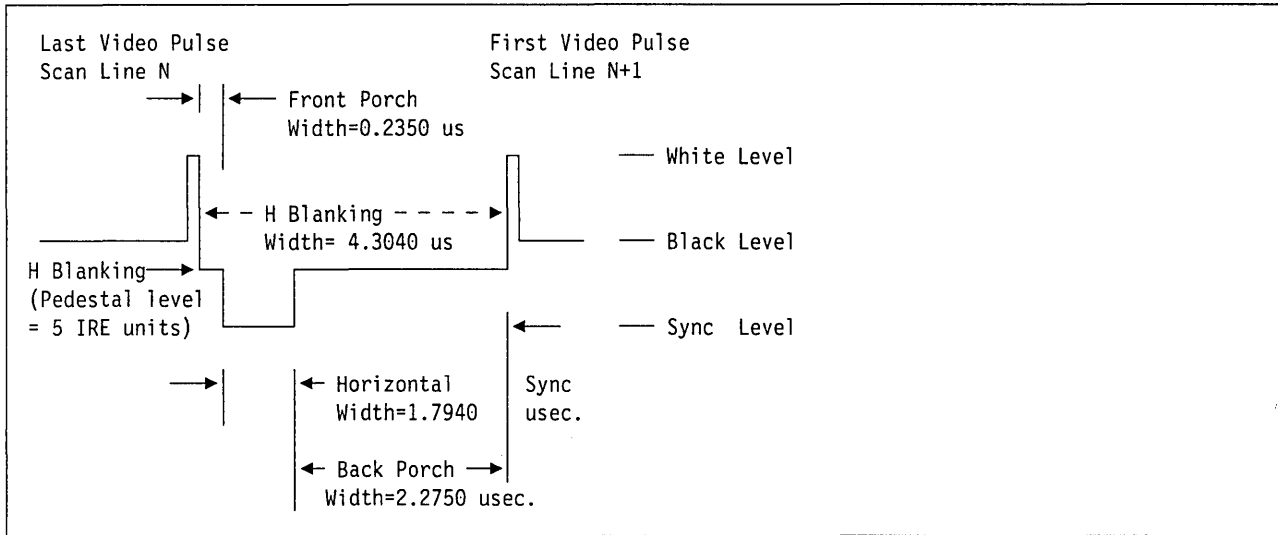 Last Video Pulse
Scan Line N
First Video Pulse
Scan Line N+1
Front Porch
Width=0.2350 us
White Level
H Blanking
Width= 4.3040 us
Black Level
H Blanking
(Pedestal level
= 5 IRE units)
Sync Level
Horizontal Sync
Width=1.7940 usec.
Back Porch
Width=2.2750 usec.